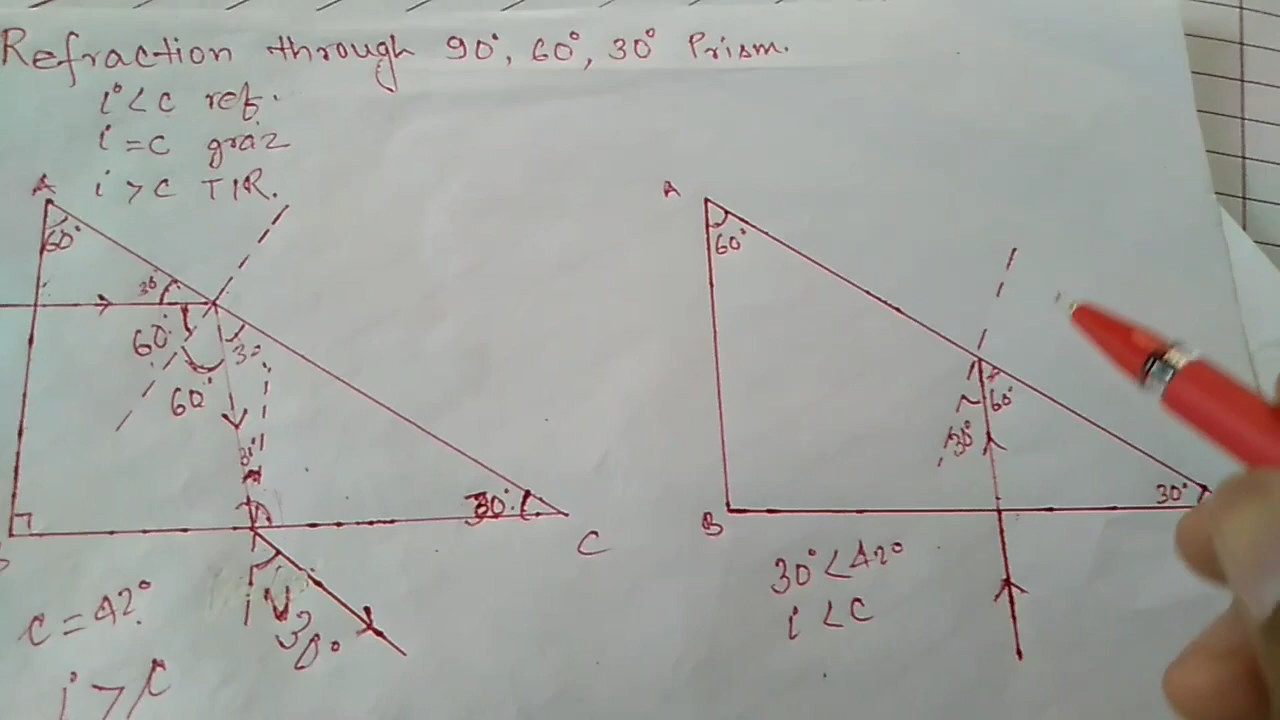 Refraction through 90°, 60°, 30° Prism.
i < c ref.
i = c graz
i > c TIR.
A
60°
30
60°
30
60°
30°
C
30°
c = 42°
i > c
A
60°
60°
30°
30°
B
30° < 42°
i < c